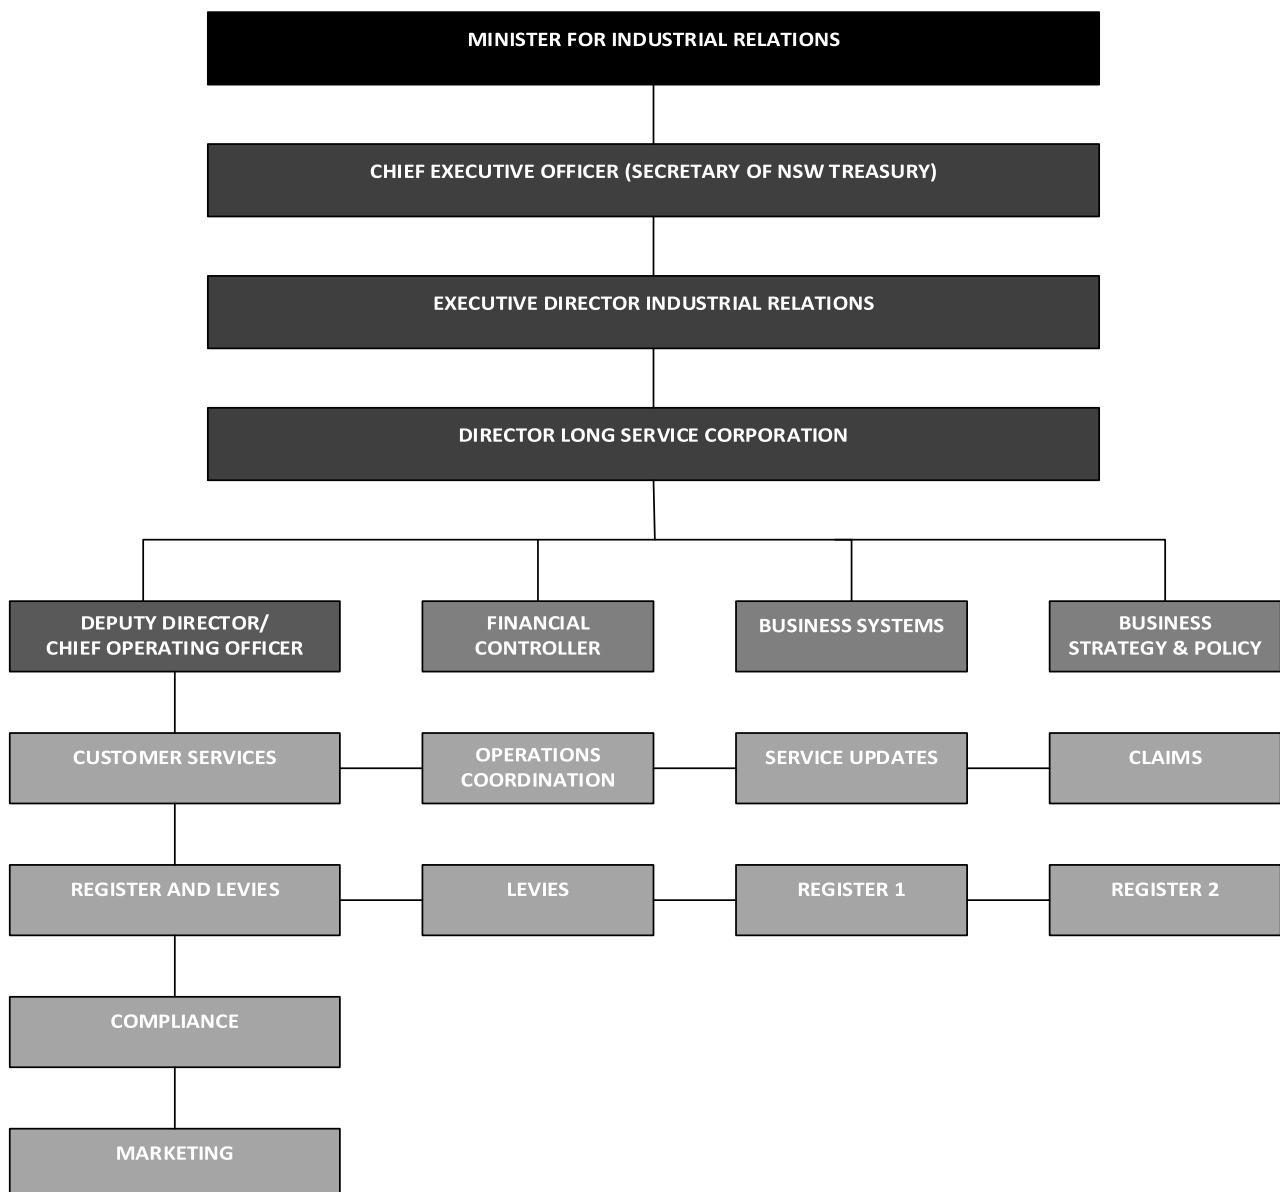 MINISTER FOR INDUSTRIAL RELATIONS
CHIEF EXECUTIVE OFFICER (SECRETARY OF NSW TREASURY)
EXECUTIVE DIRECTOR INDUSTRIAL RELATIONS
DIRECTOR LONG SERVICE CORPORATION
DEPUTY DIRECTOR/
CHIEF OPERATING OFFICER
FINANCIAL
CONTROLLER
BUSINESS SYSTEMS
BUSINESS
STRATEGY & POLICY
CUSTOMER SERVICES
OPERATIONS
COORDINATION
SERVICE UPDATES
CLAIMS
REGISTER AND LEVIES
LEVIES
REGISTER 1
REGISTER 2
COMPLIANCE
MARKETING